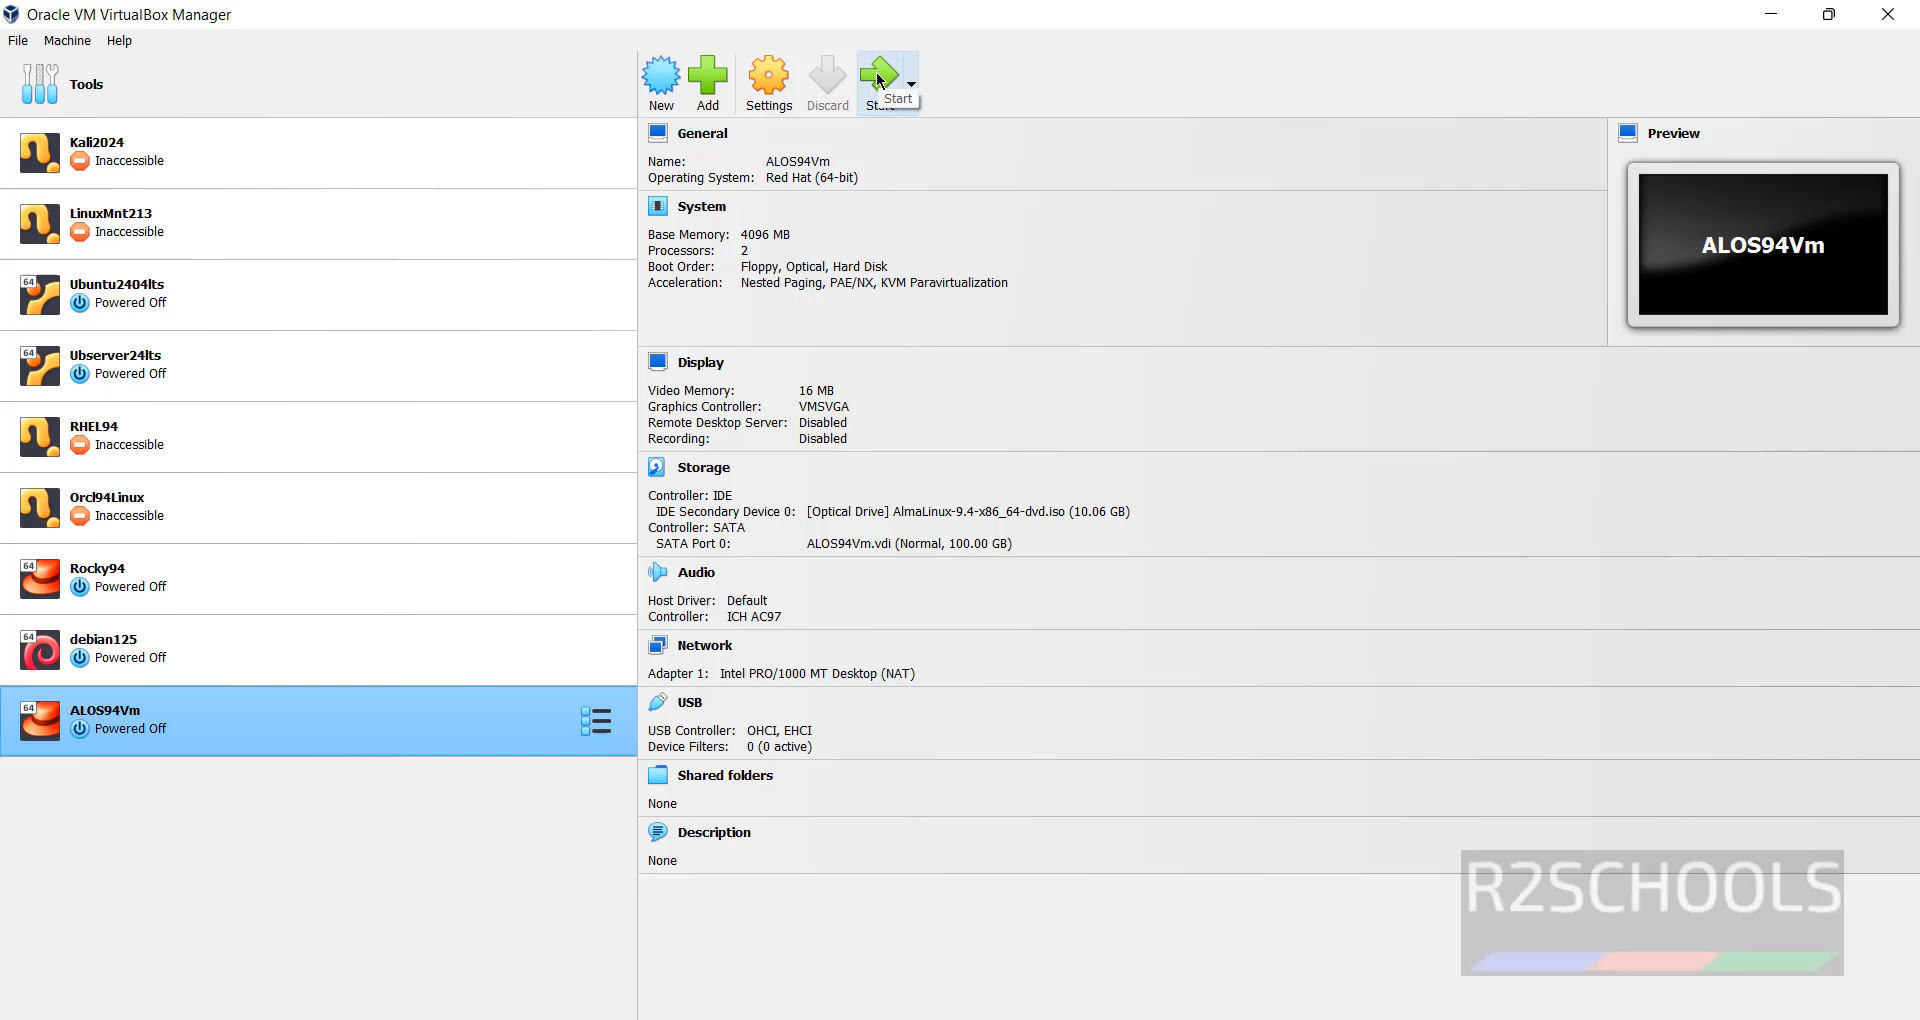 Oracle VM VirtualBox Manager
File Machine Help
Tools
New Add Settings Discard Start
Start
Kali2024
Inaccessible
LinuxMnt213
Inaccessible
64
Ubuntu2404lts
Powered Off
64
Ubserver24lts
Powered Off
RHEL94
Inaccessible
Orcl94Linux
Inaccessible
64
Rocky94
Powered Off
64
debian125
Powered Off
64
ALOS94Vm
Powered Off
General
Name: ALOS94Vm
Operating System: Red Hat (64-bit)
System
Base Memory: 4096 MB
Processors: 2
Boot Order: Floppy, Optical, Hard Disk
Acceleration: Nested Paging, PAE/NX, KVM Paravirtualization
Preview
ALOS94Vm
Display
Video Memory: 16 MB
Graphics Controller: VMSVGA
Remote Desktop Server: Disabled
Recording: Disabled
Storage
Controller: IDE
IDE Secondary Device 0: [Optical Drive] AlmaLinux-9.4-x86_64-dvd.iso (10.06 GB)
Controller: SATA
SATA Port 0: ALOS94Vm.vdi (Normal, 100.00 GB)
Audio
Host Driver: Default
Controller: ICH AC97
Network
Adapter 1: Intel PRO/1000 MT Desktop (NAT)
USB
USB Controller: OHCI, EHCI
Device Filters: 0 (0 active)
Shared folders
None
Description
None
R2SCHOOLS